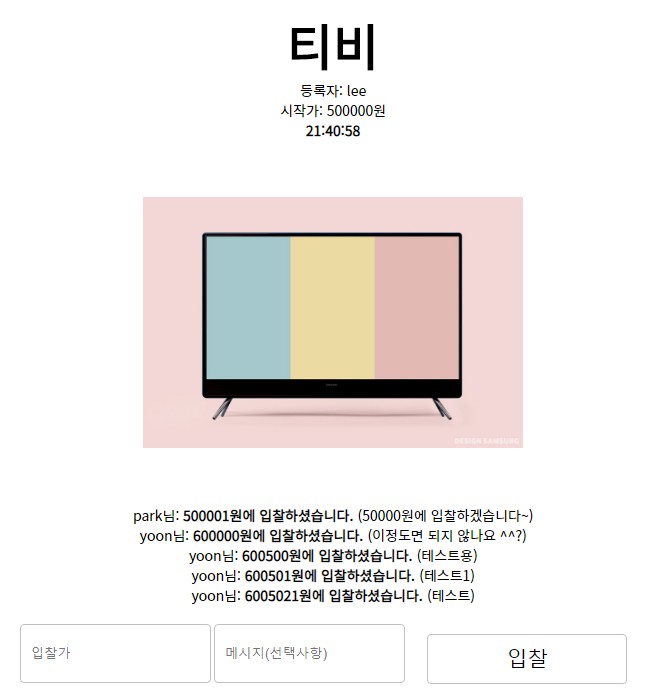 티비
등록자: lee
시작가: 500000원
21:40:58
DESIGN SAMSUNG
park님: 500001원에 입찰하셨습니다. (50000원에 입찰하겠습니다~)
yoon님: 600000원에 입찰하셨습니다. (이정도면 되지 않나요 ^^?)
yoon님: 600500원에 입찰하셨습니다. (테스트용)
yoon님: 600501원에 입찰하셨습니다. (테스트1)
yoon님: 6005021원에 입찰하셨습니다. (테스트)
입찰가 메시지(선택사항) 입찰